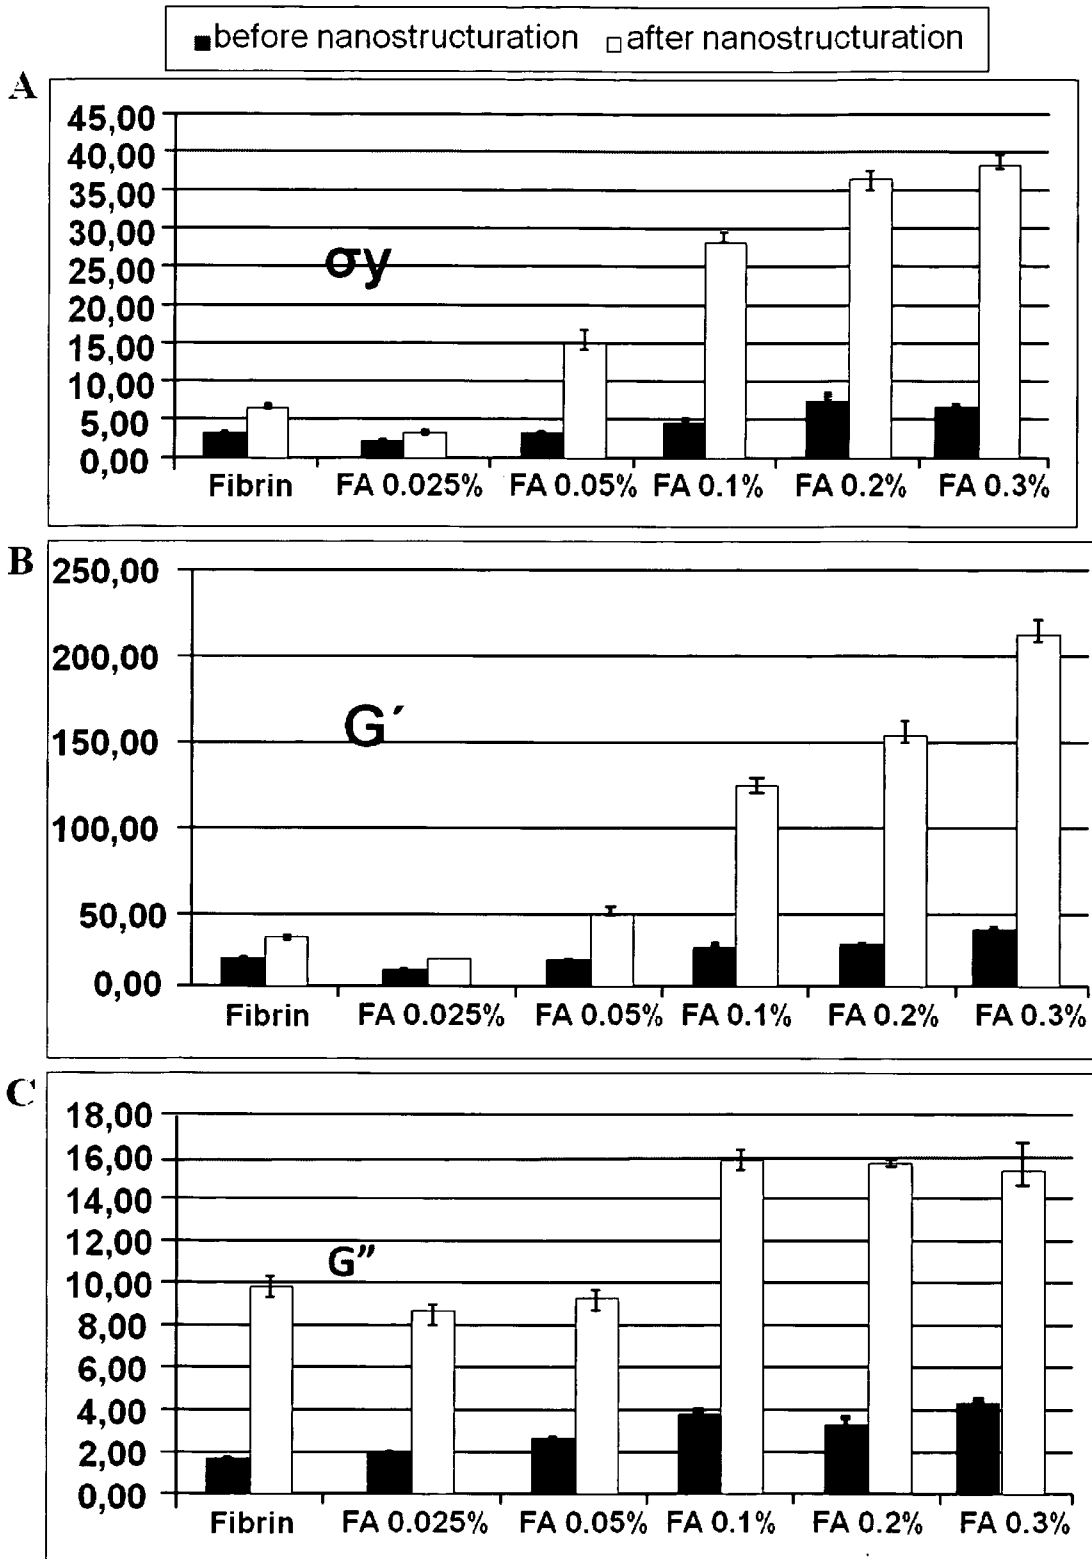 ■before nanostructuration □after nanostructuration
A
45,00
40,00
35,00
30,00
25,00
20,00
15,00
10,00
5,00
0,00
σy
Fibrin FA 0.025% FA 0.05% FA 0.1% FA 0.2% FA 0.3%
B
250,00
200,00
150,00
100,00
50,00
0,00
G´
Fibrin FA 0.025% FA 0.05% FA 0.1% FA 0.2% FA 0.3%
C
18,00
16,00
14,00
12,00
10,00
8,00
6,00
4,00
2,00
0,00
G”
Fibrin FA 0.025% FA 0.05% FA 0.1% FA 0.2% FA 0.3%